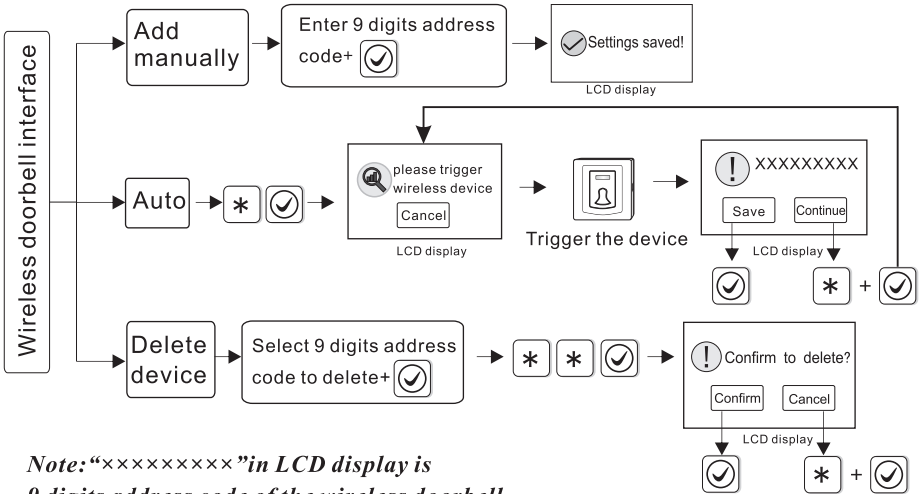 Wireless doorbell interface
Add
manually
Enter 9 digits address
code+
Settings saved!
LCD display
Auto
*
please trigger
wireless device
Cancel
LCD display
Trigger the device
! XXXXXXXXX
Save Continue
LCD display
* +
Delete
device
Select 9 digits address
code to delete+
* *
! Confirm to delete?
Confirm Cancel
LCD display
* +
Note:“×××××××××”in LCD display is
9 digits address code of the wireless doorbell